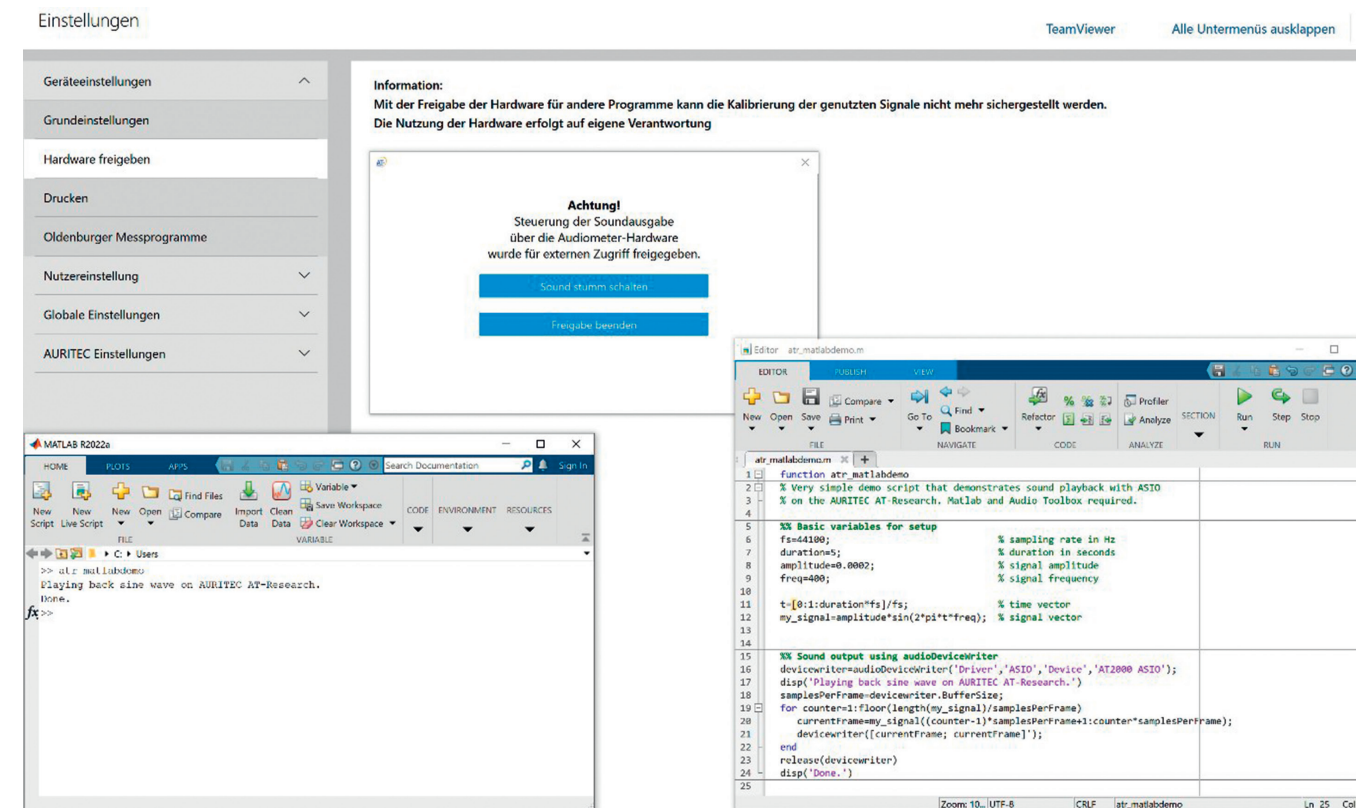 Einstellungen
TeamViewer
Alle Untermenüs ausklappen
Geräteeinstellungen
Grundeinstellungen
Hardware freigeben
Drucken
Oldenburger Messprogramme
Nutzereinstellung
Globale Einstellungen
AURITEC Einstellungen
Information:
Mit der Freigabe der Hardware für andere Programme kann die Kalibrierung der genutzten Signale nicht mehr sichergestellt werden.
Die Nutzung der Hardware erfolgt auf eigene Verantwortung
Achtung!
Steuerung der Soundausgabe
über die Audiometer-Hardware
wurde für externen Zugriff freigegeben.
Sound stumm schalten
Freigabe beenden
MATLAB R2022a
HOME PLOTS APPS Search Documentation Sign In
New Script
New Live Script
New
Open
Find Files
Compare
Import Data
Clean Data
Variable
Save Workspace
Clear Workspace
CODE ENVIRONMENT RESOURCES
FILE VARIABLE
C: Users
>> atr_matlabdemo
Playing back sine wave on AURITEC AT-Research.
Done.
fx >>
Editor atr_matlabdemo.m
EDITOR PUBLISH VIEW
New
Open
Save
Compare
Print
Go To
Find
Bookmark
Refactor
Profiler
Analyze
SECTION
Run
Step
Stop
FILE NAVIGATE CODE ANALYZE RUN
atr_matlabdemo.m
1 function atr_matlabdemo
2 % Very simple demo script that demonstrates sound playback with ASIO
3 % on the AURITEC AT-Research. Matlab and Audio Toolbox required.
4
5 %% Basic variables for setup
6 fs=44100; % sampling rate in Hz
7 duration=5; % duration in seconds
8 amplitude=0.0002; % signal amplitude
9 freq=400; % signal frequency
10
11 t=[0:1:duration*fs]/fs; % time vector
12 my_signal=amplitude*sin(2*pi*t*freq); % signal vector
13
14
15 %% Sound output using audioDeviceWriter
16 devicewriter=audioDeviceWriter('Driver','ASIO','Device','AT2000 ASIO');
17 disp('Playing back sine wave on AURITEC AT-Research.')
18 samplesPerFrame=devicewriter.BufferSize;
19 for counter=1:floor(length(my_signal)/samplesPerFrame)
20 currentFrame=my_signal((counter-1)*samplesPerFrame+1:counter*samplesPerFrame);
21 devicewriter([currentFrame; currentFrame]');
22 end
23 release(devicewriter)
24 disp('Done.')
25
Zoom: 10... UTF-8 CRLF atr_matlabdemo Ln 25 Col